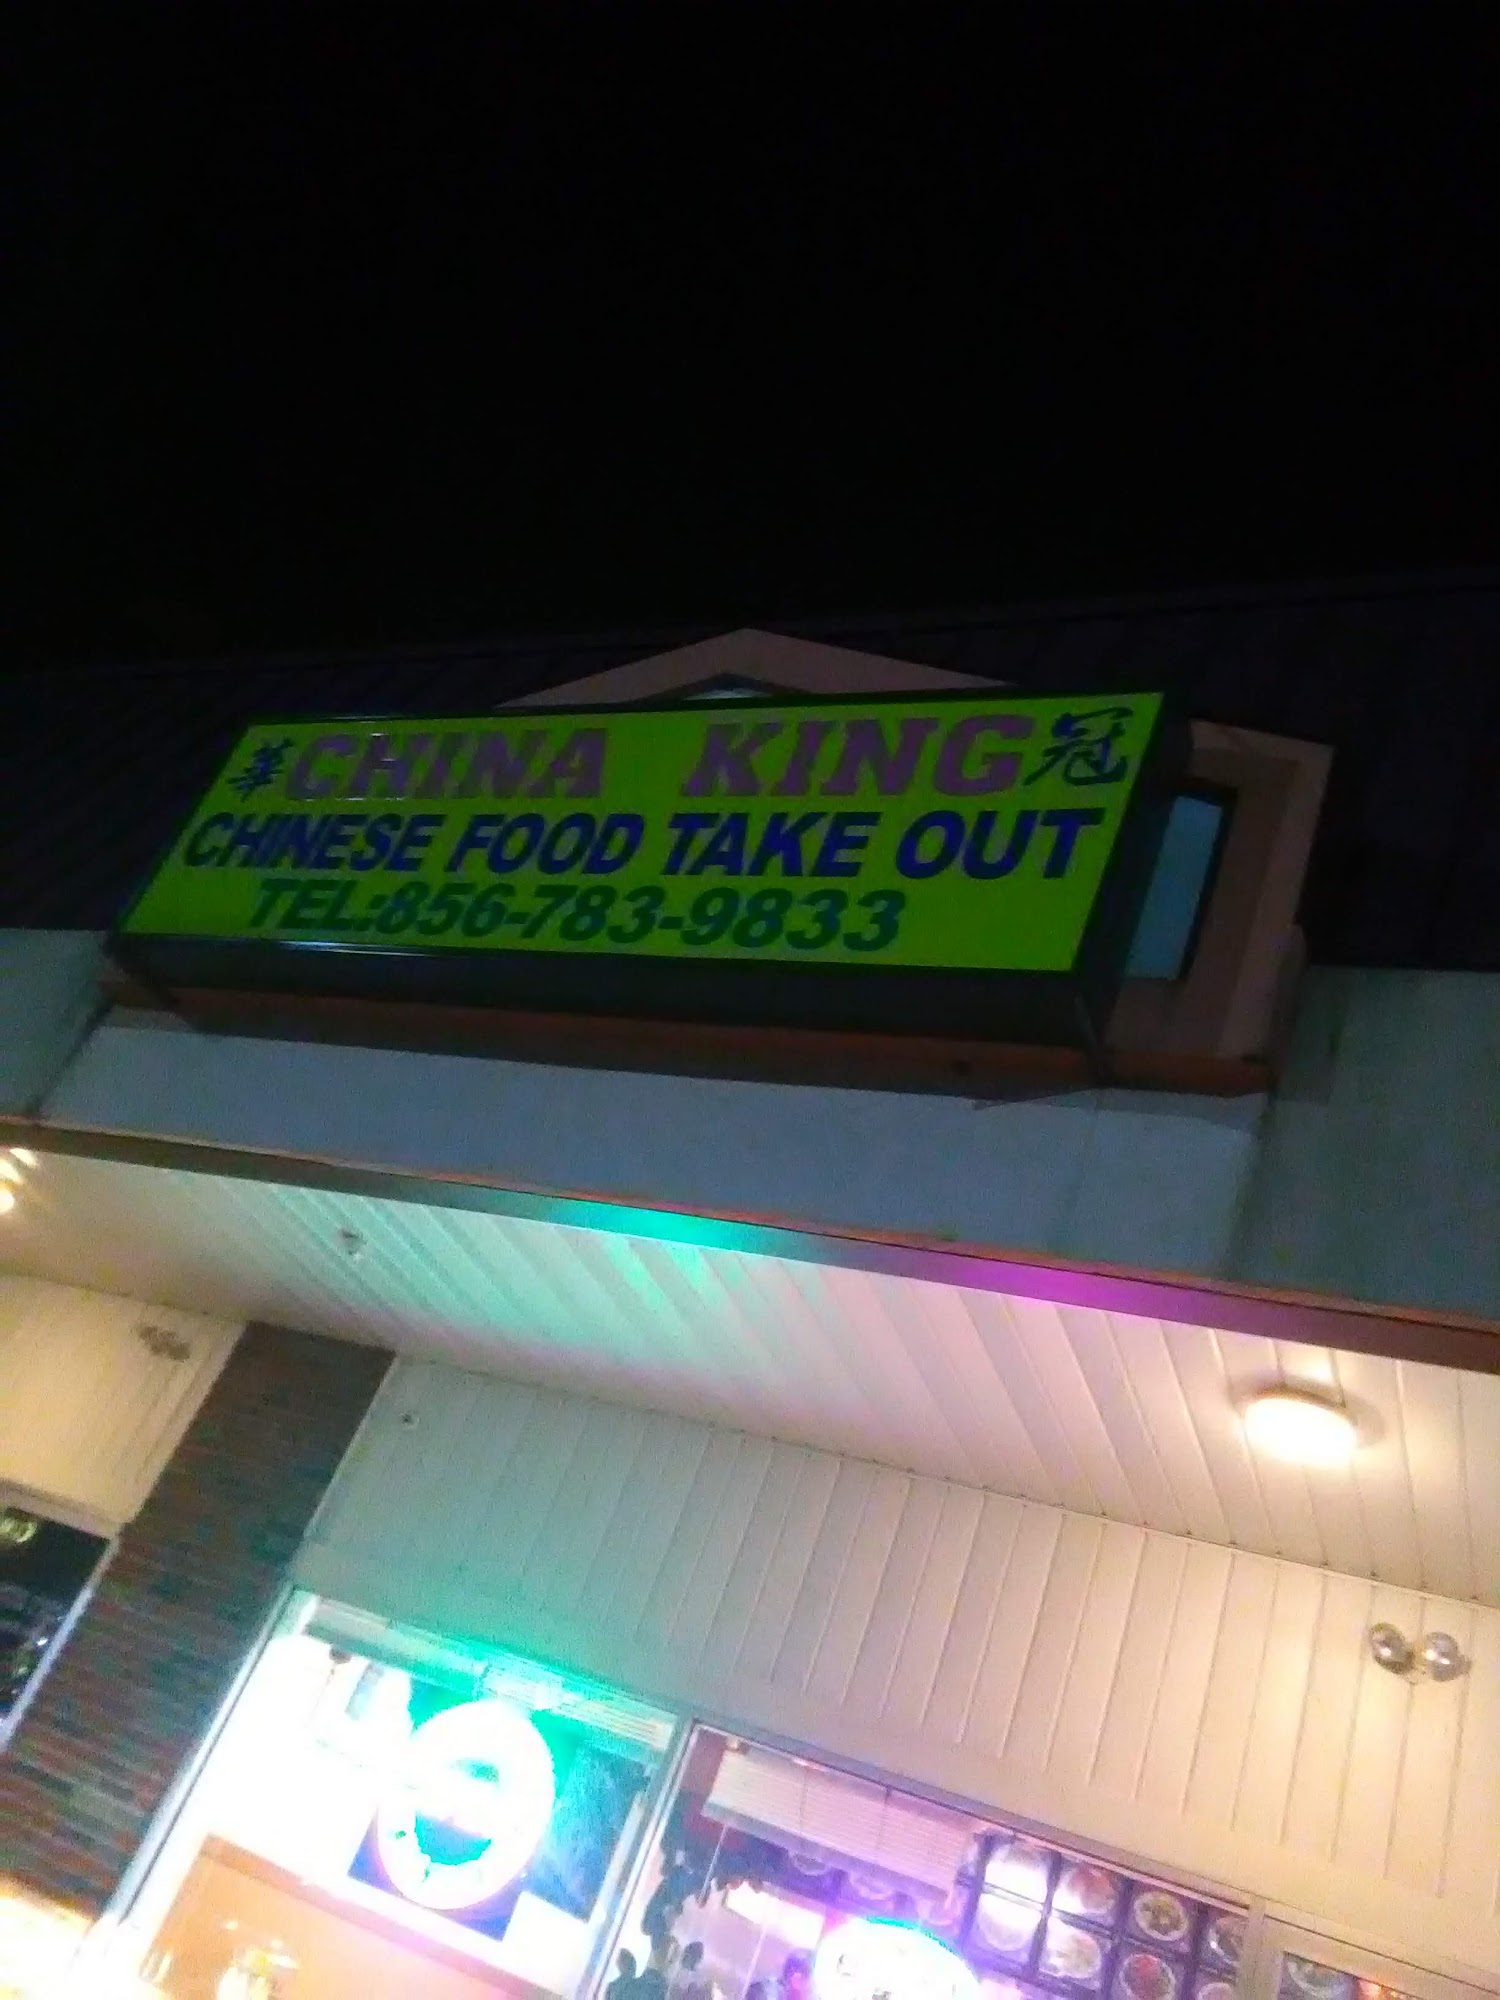 華 CHINA KING 冠
CHINESE FOOD TAKE OUT
TEL:856-783-9833